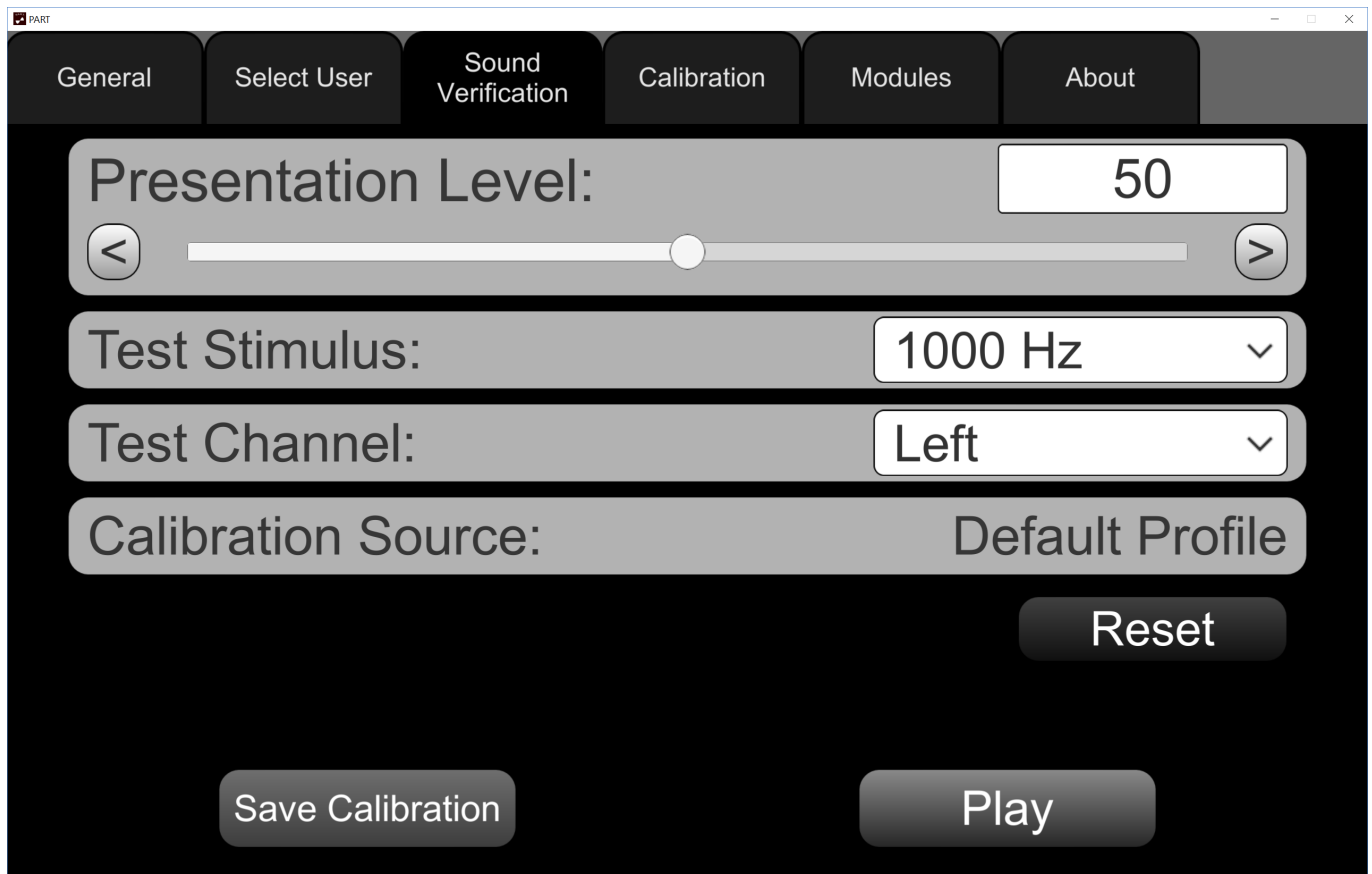 PART
General
Select User
Sound
Verification
Calibration
Modules
About
Presentation Level:
50
<
>
Test Stimulus:
1000 Hz
Test Channel:
Left
Calibration Source:
Default Profile
Reset
Save Calibration
Play